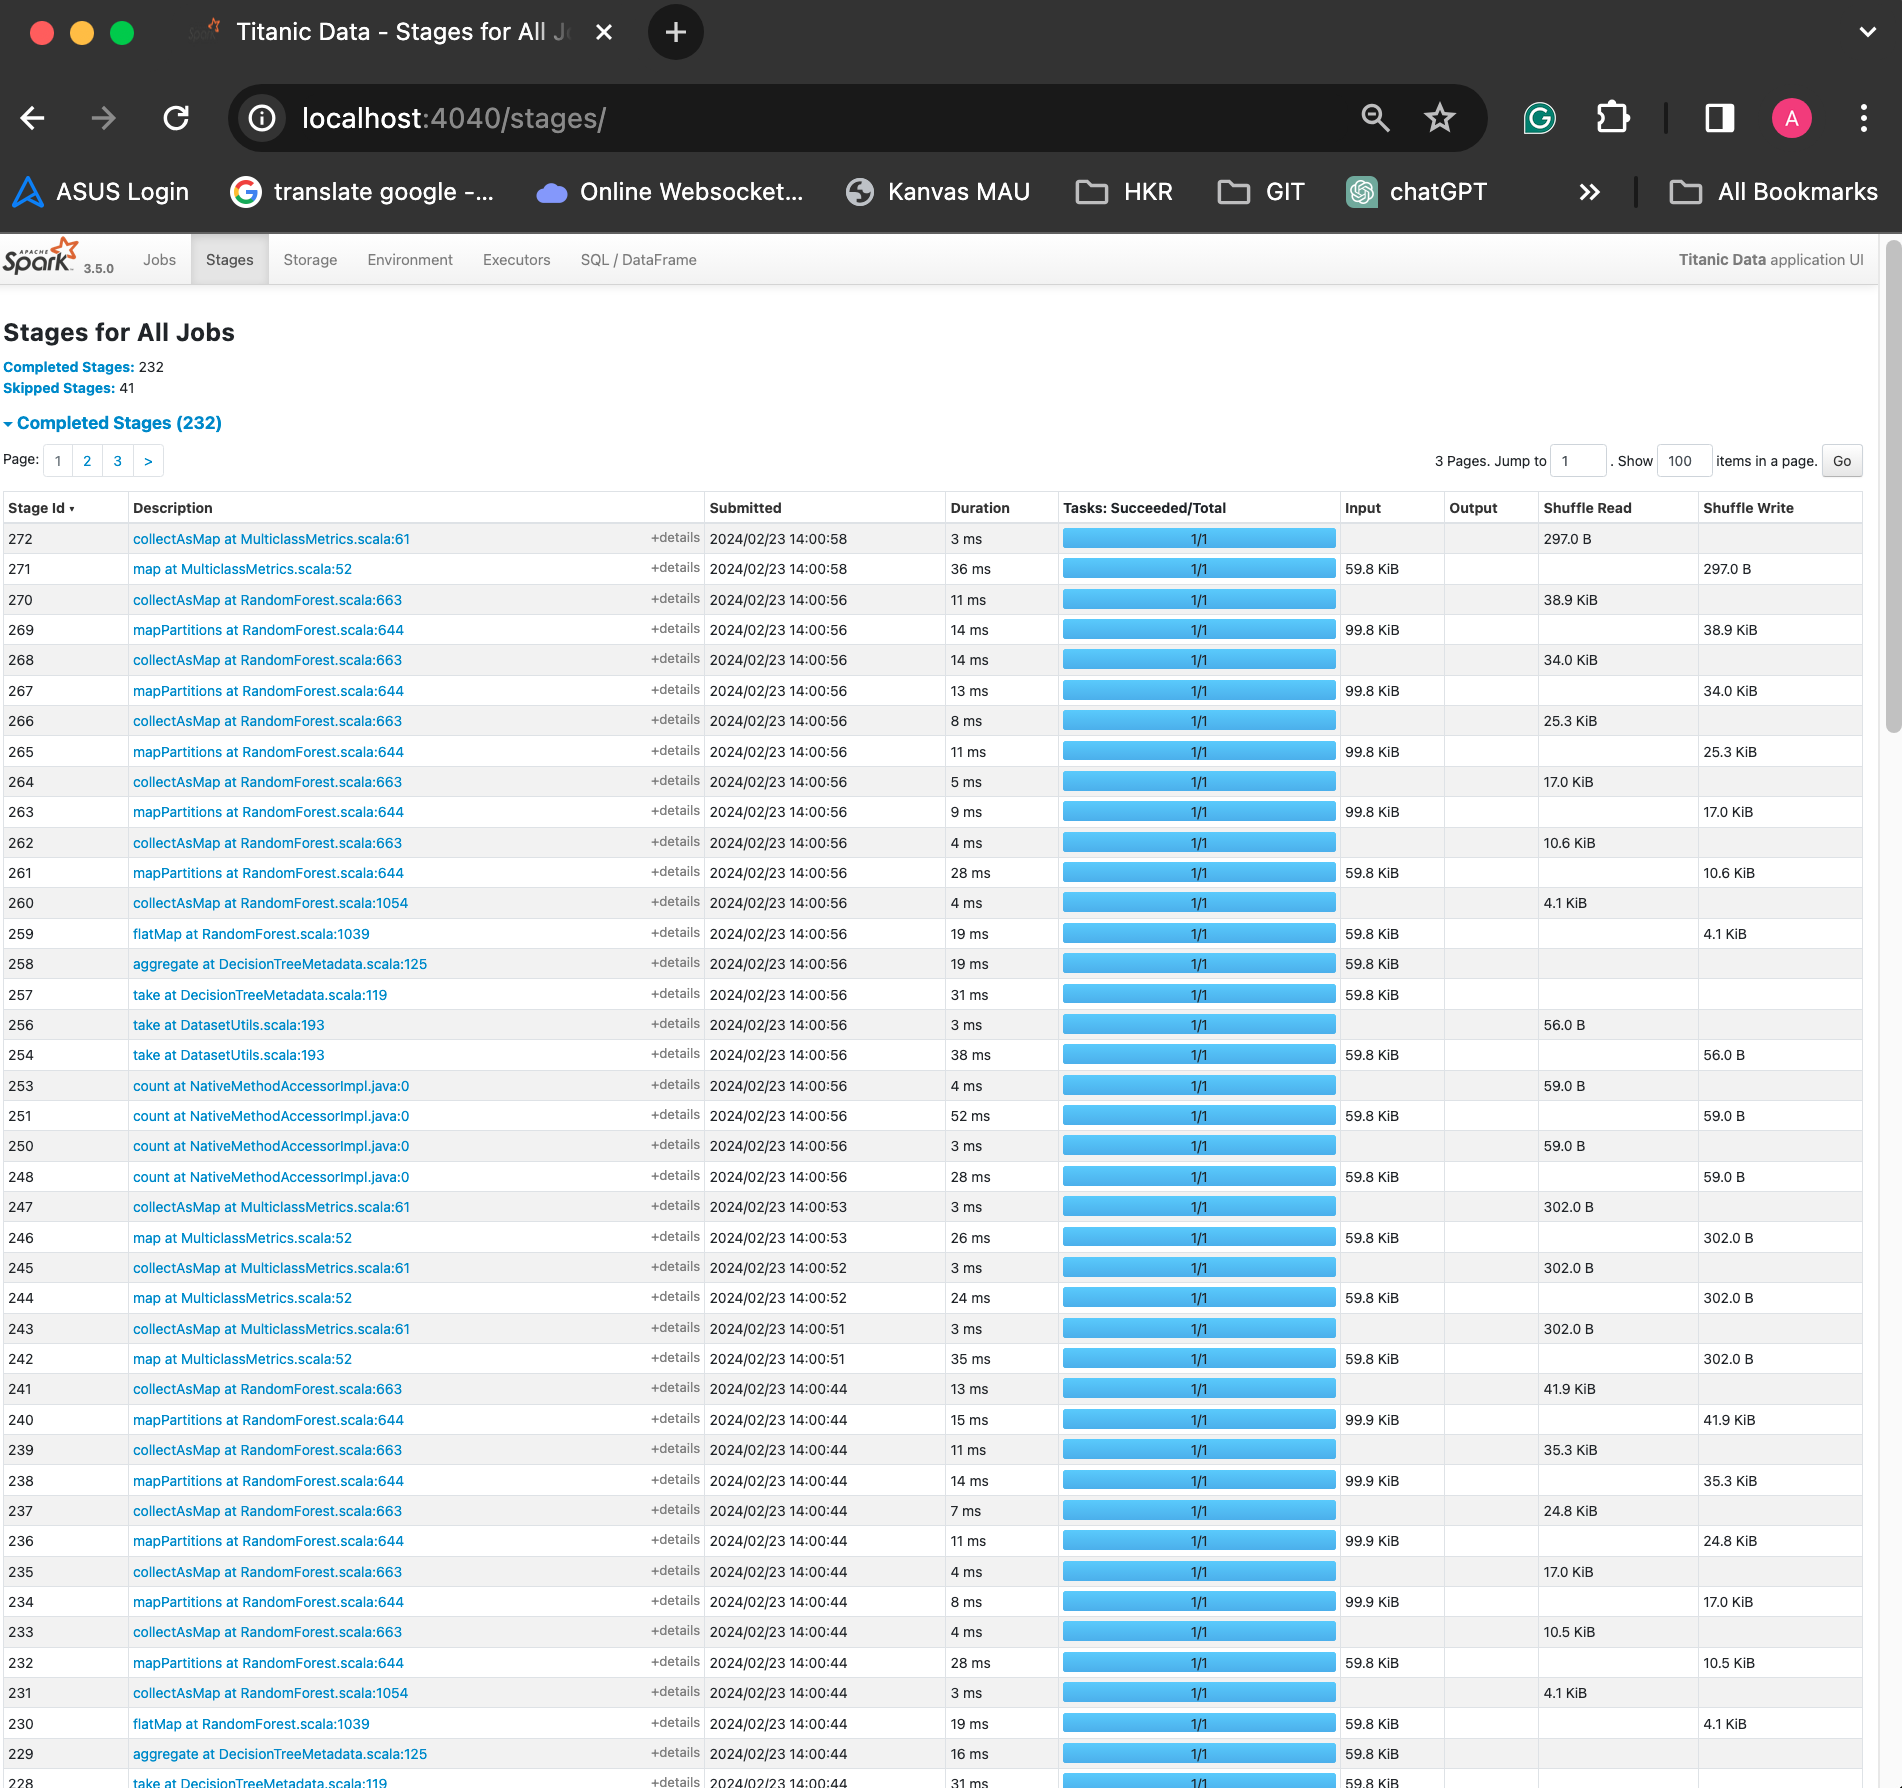 Titanic Data - Stages for All Jo
localhost:4040/stages/
A
ASUS Login translate google -... Online Websocket... Kanvas MAU HKR GIT chatGPT » All Bookmarks
APACHE Spark 3.5.0 Jobs Stages Storage Environment Executors SQL / DataFrame Titanic Data application UI
Stages for All Jobs
Completed Stages: 232
Skipped Stages: 41
Completed Stages (232)
Page: 1 2 3 > 3 Pages. Jump to 1 . Show 100 items in a page. Go
Stage Id ▾ Description Submitted Duration Tasks: Succeeded/Total Input Output Shuffle Read Shuffle Write
272 collectAsMap at MulticlassMetrics.scala:61 +details 2024/02/23 14:00:58 3 ms 1/1 297.0 B
271 map at MulticlassMetrics.scala:52 +details 2024/02/23 14:00:58 36 ms 1/1 59.8 KiB 297.0 B
270 collectAsMap at RandomForest.scala:663 +details 2024/02/23 14:00:56 11 ms 1/1 38.9 KiB
269 mapPartitions at RandomForest.scala:644 +details 2024/02/23 14:00:56 14 ms 1/1 99.8 KiB 38.9 KiB
268 collectAsMap at RandomForest.scala:663 +details 2024/02/23 14:00:56 14 ms 1/1 34.0 KiB
267 mapPartitions at RandomForest.scala:644 +details 2024/02/23 14:00:56 13 ms 1/1 99.8 KiB 34.0 KiB
266 collectAsMap at RandomForest.scala:663 +details 2024/02/23 14:00:56 8 ms 1/1 25.3 KiB
265 mapPartitions at RandomForest.scala:644 +details 2024/02/23 14:00:56 11 ms 1/1 99.8 KiB 25.3 KiB
264 collectAsMap at RandomForest.scala:663 +details 2024/02/23 14:00:56 5 ms 1/1 17.0 KiB
263 mapPartitions at RandomForest.scala:644 +details 2024/02/23 14:00:56 9 ms 1/1 99.8 KiB 17.0 KiB
262 collectAsMap at RandomForest.scala:663 +details 2024/02/23 14:00:56 4 ms 1/1 10.6 KiB
261 mapPartitions at RandomForest.scala:644 +details 2024/02/23 14:00:56 28 ms 1/1 59.8 KiB 10.6 KiB
260 collectAsMap at RandomForest.scala:1054 +details 2024/02/23 14:00:56 4 ms 1/1 4.1 KiB
259 flatMap at RandomForest.scala:1039 +details 2024/02/23 14:00:56 19 ms 1/1 59.8 KiB 4.1 KiB
258 aggregate at DecisionTreeMetadata.scala:125 +details 2024/02/23 14:00:56 19 ms 1/1 59.8 KiB
257 take at DecisionTreeMetadata.scala:119 +details 2024/02/23 14:00:56 31 ms 1/1 59.8 KiB
256 take at DatasetUtils.scala:193 +details 2024/02/23 14:00:56 3 ms 1/1 56.0 B
254 take at DatasetUtils.scala:193 +details 2024/02/23 14:00:56 38 ms 1/1 59.8 KiB 56.0 B
253 count at NativeMethodAccessorImpl.java:0 +details 2024/02/23 14:00:56 4 ms 1/1 59.0 B
251 count at NativeMethodAccessorImpl.java:0 +details 2024/02/23 14:00:56 52 ms 1/1 59.8 KiB 59.0 B
250 count at NativeMethodAccessorImpl.java:0 +details 2024/02/23 14:00:56 3 ms 1/1 59.0 B
248 count at NativeMethodAccessorImpl.java:0 +details 2024/02/23 14:00:56 28 ms 1/1 59.8 KiB 59.0 B
247 collectAsMap at MulticlassMetrics.scala:61 +details 2024/02/23 14:00:53 3 ms 1/1 302.0 B
246 map at MulticlassMetrics.scala:52 +details 2024/02/23 14:00:53 26 ms 1/1 59.8 KiB 302.0 B
245 collectAsMap at MulticlassMetrics.scala:61 +details 2024/02/23 14:00:52 3 ms 1/1 302.0 B
244 map at MulticlassMetrics.scala:52 +details 2024/02/23 14:00:52 24 ms 1/1 59.8 KiB 302.0 B
243 collectAsMap at MulticlassMetrics.scala:61 +details 2024/02/23 14:00:51 3 ms 1/1 302.0 B
242 map at MulticlassMetrics.scala:52 +details 2024/02/23 14:00:51 35 ms 1/1 59.8 KiB 302.0 B
241 collectAsMap at RandomForest.scala:663 +details 2024/02/23 14:00:44 13 ms 1/1 41.9 KiB
240 mapPartitions at RandomForest.scala:644 +details 2024/02/23 14:00:44 15 ms 1/1 99.9 KiB 41.9 KiB
239 collectAsMap at RandomForest.scala:663 +details 2024/02/23 14:00:44 11 ms 1/1 35.3 KiB
238 mapPartitions at RandomForest.scala:644 +details 2024/02/23 14:00:44 14 ms 1/1 99.9 KiB 35.3 KiB
237 collectAsMap at RandomForest.scala:663 +details 2024/02/23 14:00:44 7 ms 1/1 24.8 KiB
236 mapPartitions at RandomForest.scala:644 +details 2024/02/23 14:00:44 11 ms 1/1 99.9 KiB 24.8 KiB
235 collectAsMap at RandomForest.scala:663 +details 2024/02/23 14:00:44 4 ms 1/1 17.0 KiB
234 mapPartitions at RandomForest.scala:644 +details 2024/02/23 14:00:44 8 ms 1/1 99.9 KiB 17.0 KiB
233 collectAsMap at RandomForest.scala:663 +details 2024/02/23 14:00:44 4 ms 1/1 10.5 KiB
232 mapPartitions at RandomForest.scala:644 +details 2024/02/23 14:00:44 28 ms 1/1 59.8 KiB 10.5 KiB
231 collectAsMap at RandomForest.scala:1054 +details 2024/02/23 14:00:44 3 ms 1/1 4.1 KiB
230 flatMap at RandomForest.scala:1039 +details 2024/02/23 14:00:44 19 ms 1/1 59.8 KiB 4.1 KiB
229 aggregate at DecisionTreeMetadata.scala:125 +details 2024/02/23 14:00:44 16 ms 1/1 59.8 KiB
228 take at DecisionTreeMetadata.scala:119 +details 2024/02/23 14:00:44 31 ms 1/1 59.8 KiB